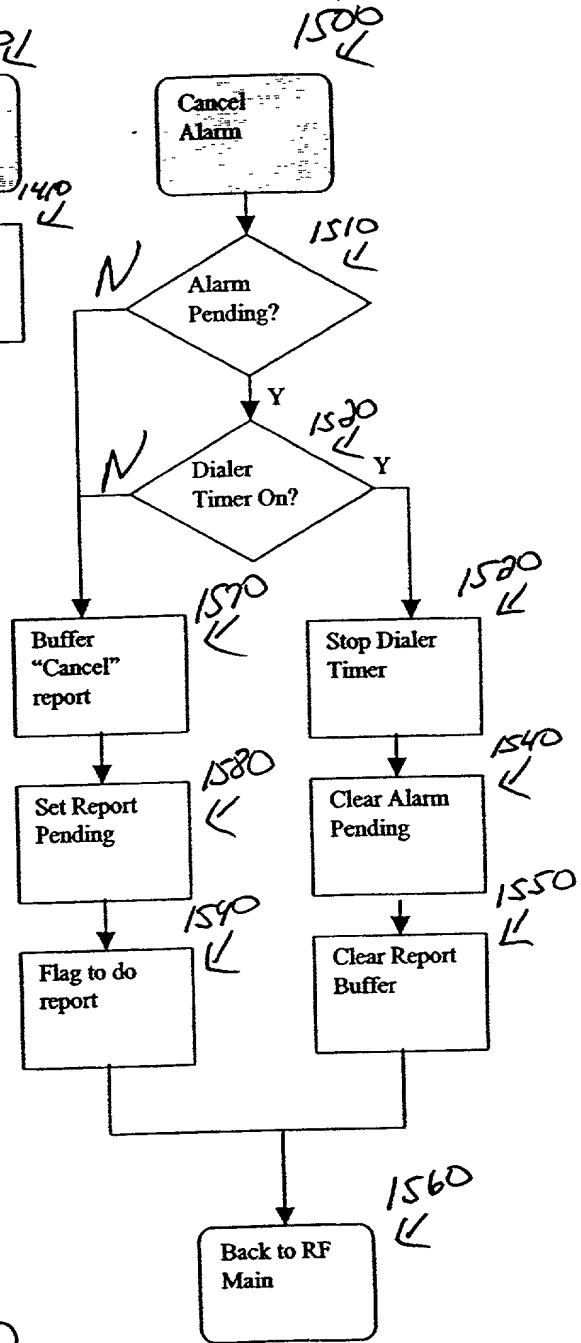 1500
Cancel
Alarm
1410
1510
N
Alarm
Pending?
Y
1520
N
Dialer
Timer On?
Y
1570
1520
Buffer
“Cancel”
report
Stop Dialer
Timer
1580
1540
Set Report
Pending
Clear Alarm
Pending
1590
1550
Flag to do
report
Clear Report
Buffer
1560
Back to RF
Main